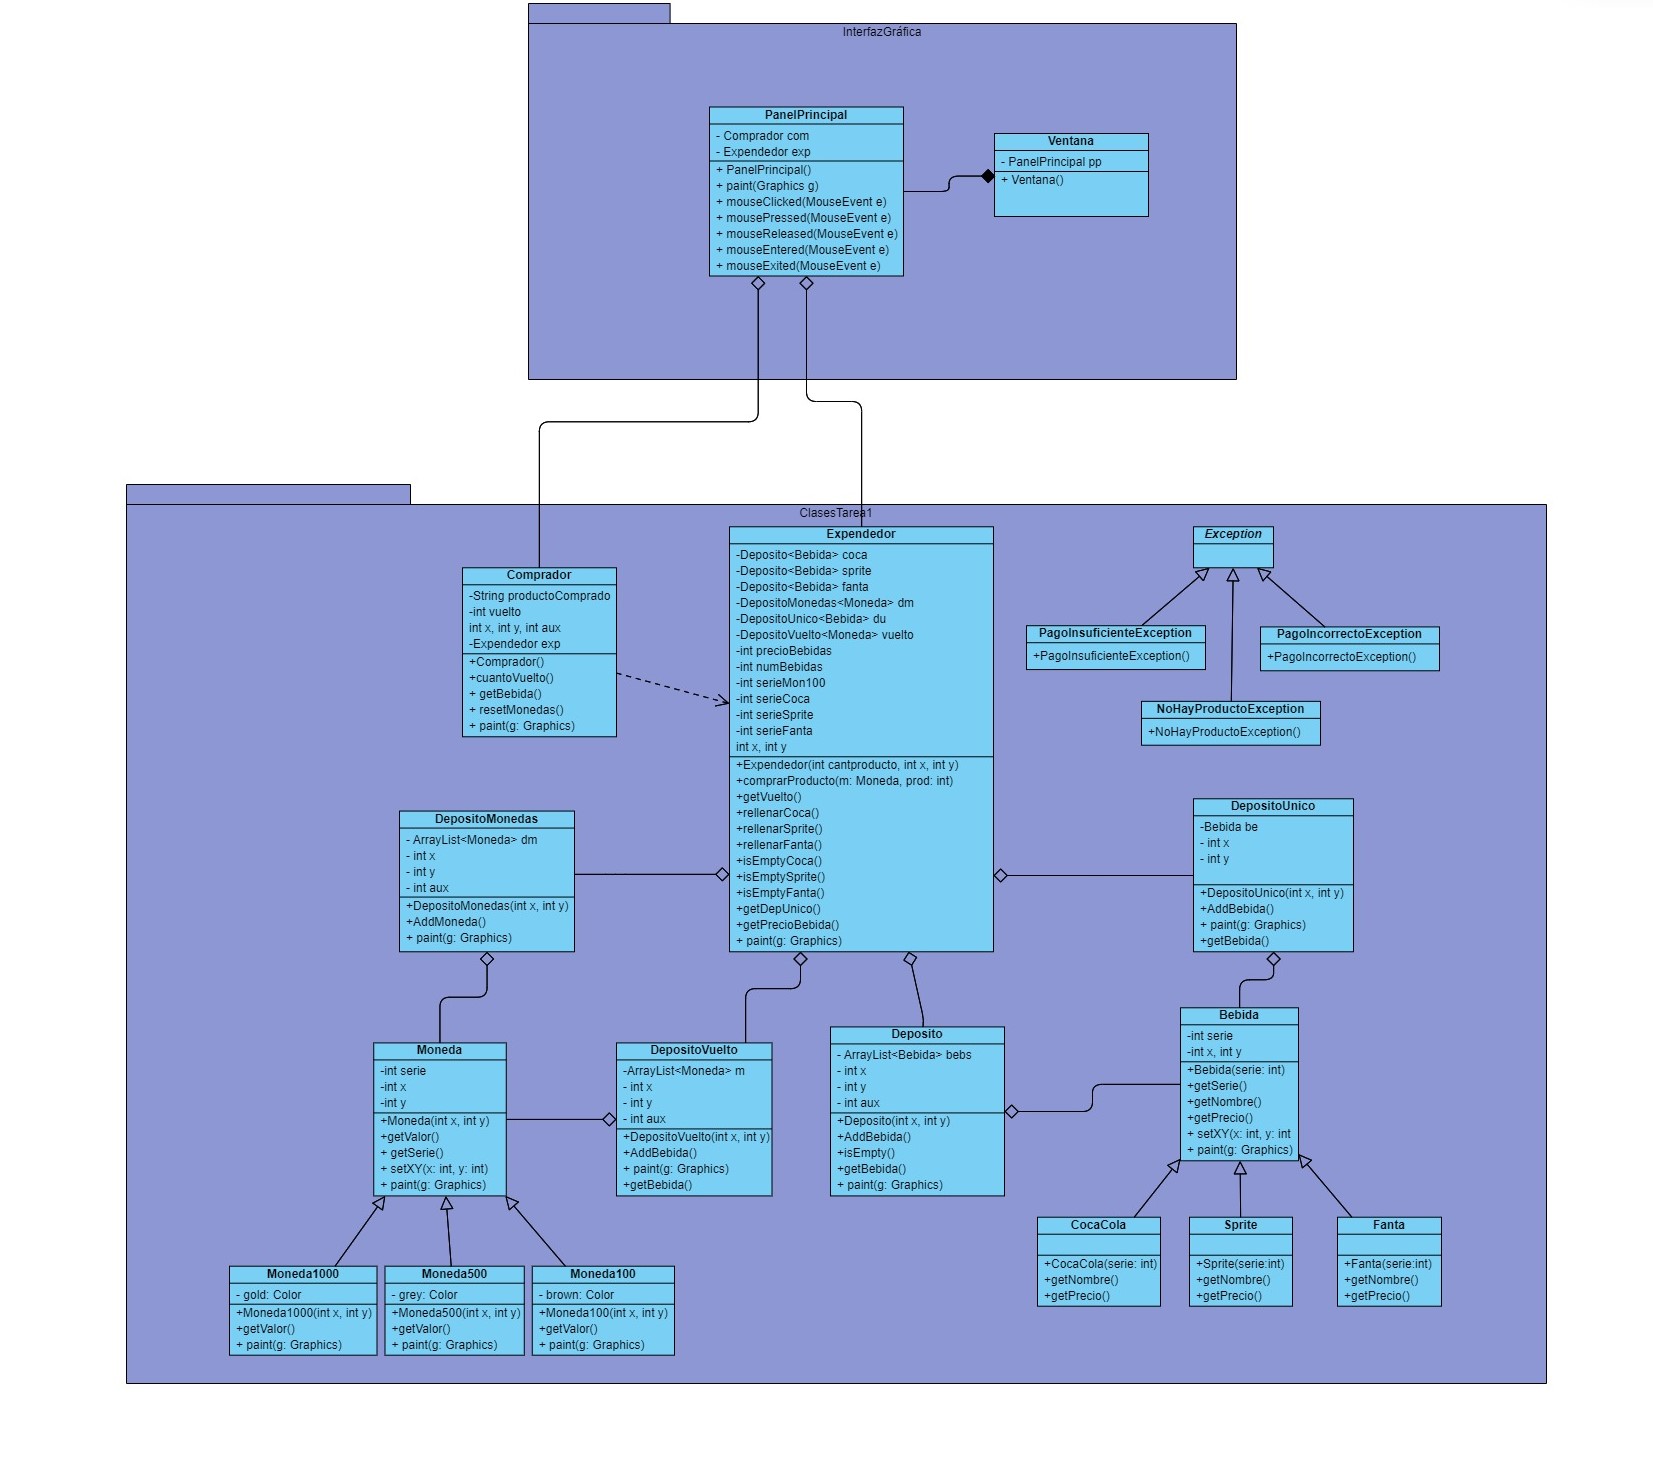 InterfazGráfica
PanelPrincipal
- Comprador com
- Expendedor exp
+ PanelPrincipal()
+ paint(Graphics g)
+ mouseClicked(MouseEvent e)
+ mousePressed(MouseEvent e)
+ mouseReleased(MouseEvent e)
+ mouseEntered(MouseEvent e)
+ mouseExited(MouseEvent e)
Ventana
- PanelPrincipal pp
+ Ventana()
ClasesTarea1
Comprador
-String productoComprado
-int vuelto
int x, int y, int aux
-Expendedor exp
+Comprador()
+cuantoVuelto()
+ getBebida()
+ resetMonedas()
+ paint(g: Graphics)
Expendedor
-Deposito<Bebida> coca
-Deposito<Bebida> sprite
-Deposito<Bebida> fanta
-DepositoMonedas<Moneda> dm
-DepositoUnico<Bebida> du
-DepositoVuelto<Moneda> vuelto
-int precioBebidas
-int numBebidas
-int serieMon100
-int serieCoca
-int serieSprite
-int serieFanta
int x, int y
+Expendedor(int cantproducto, int x, int y)
+comprarProducto(m: Moneda, prod: int)
+getVuelto()
+rellenarCoca()
+rellenarSprite()
+rellenarFanta()
+isEmptyCoca()
+isEmptySprite()
+isEmptyFanta()
+getDepUnico()
+getPrecioBebida()
+ paint(g: Graphics)
Exception
PagoInsuficienteException
+PagoInsuficienteException()
PagoIncorrectoException
+PagoIncorrectoException()
NoHayProductoException
+NoHayProductoException()
DepositoMonedas
- ArrayList<Moneda> dm
- int x
- int y
- int aux
+DepositoMonedas(int x, int y)
+AddMoneda()
+ paint(g: Graphics)
DepositoUnico
-Bebida be
- int x
- int y
+DepositoUnico(int x, int y)
+AddBebida()
+ paint(g: Graphics)
+getBebida()
Moneda
-int serie
-int x
-int y
+Moneda(int x, int y)
+getValor()
+ getSerie()
+ setXY(x: int, y: int)
+ paint(g: Graphics)
DepositoVuelto
-ArrayList<Moneda> m
- int x
- int y
- int aux
+DepositoVuelto(int x, int y)
+AddBebida()
+ paint(g: Graphics)
+getBebida()
Deposito
- ArrayList<Bebida> bebs
- int x
- int y
- int aux
+Deposito(int x, int y)
+AddBebida()
+isEmpty()
+getBebida()
+ paint(g: Graphics)
Bebida
-int serie
-int x, int y
+Bebida(serie: int)
+getSerie()
+getNombre()
+getPrecio()
+ setXY(x: int, y: int
+ paint(g: Graphics)
Moneda1000
- gold: Color
+Moneda1000(int x, int y)
+getValor()
+ paint(g: Graphics)
Moneda500
- grey: Color
+Moneda500(int x, int y)
+getValor()
+ paint(g: Graphics)
Moneda100
- brown: Color
+Moneda100(int x, int y)
+getValor()
+ paint(g: Graphics)
CocaCola
+CocaCola(serie: int)
+getNombre()
+getPrecio()
Sprite
+Sprite(serie:int)
+getNombre()
+getPrecio()
Fanta
+Fanta(serie:int)
+getNombre()
+getPrecio()